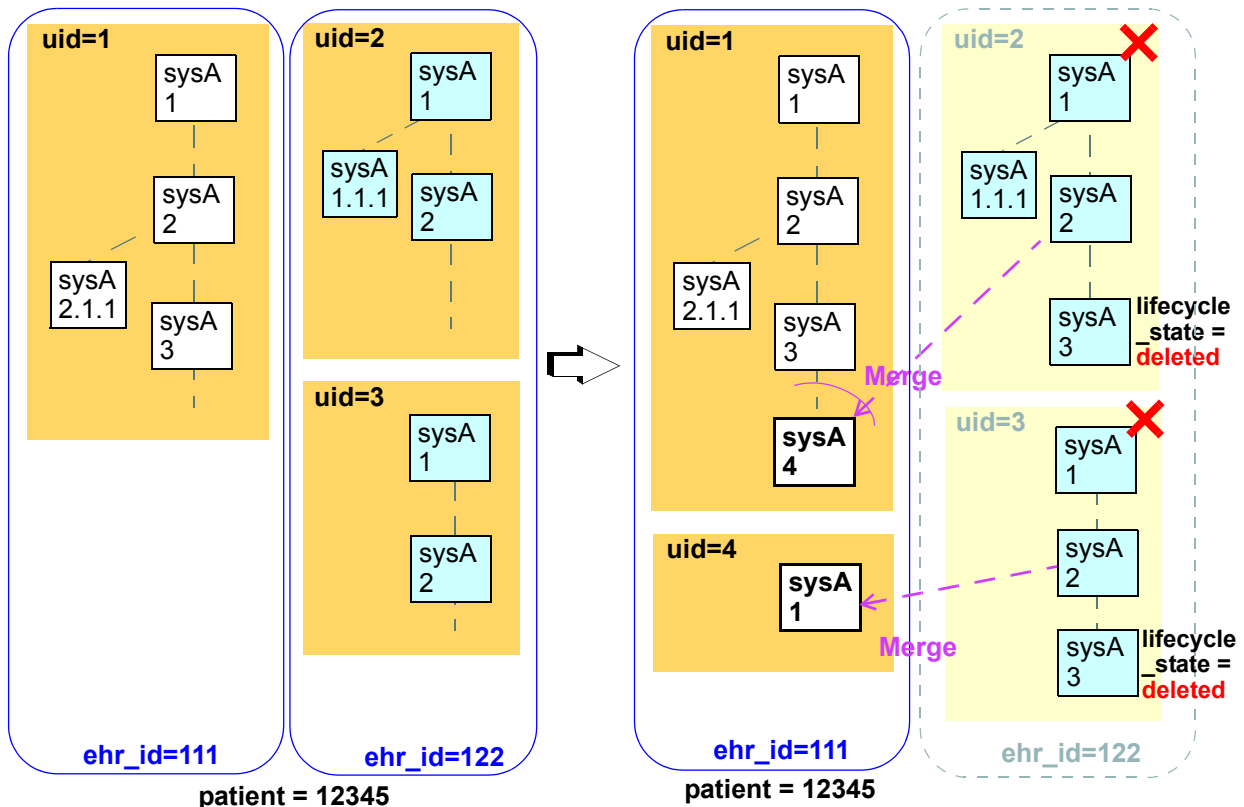 uid=1
sysA
1
sysA
2
sysA
2.1.1
sysA
3
ehr_id=111
uid=2
sysA
1
sysA
1.1.1
sysA
2
uid=3
sysA
1
sysA
2
ehr_id=122
patient = 12345
uid=1
sysA
1
sysA
2
sysA
2.1.1
sysA
3
Merge
sysA
4
uid=4
sysA
1
Merge
ehr_id=111
patient = 12345
uid=2
sysA
1
sysA
1.1.1
sysA
2
sysA
3
lifecycle
_state =
deleted
uid=3
sysA
1
sysA
2
sysA
3
lifecycle
_state =
deleted
ehr_id=122